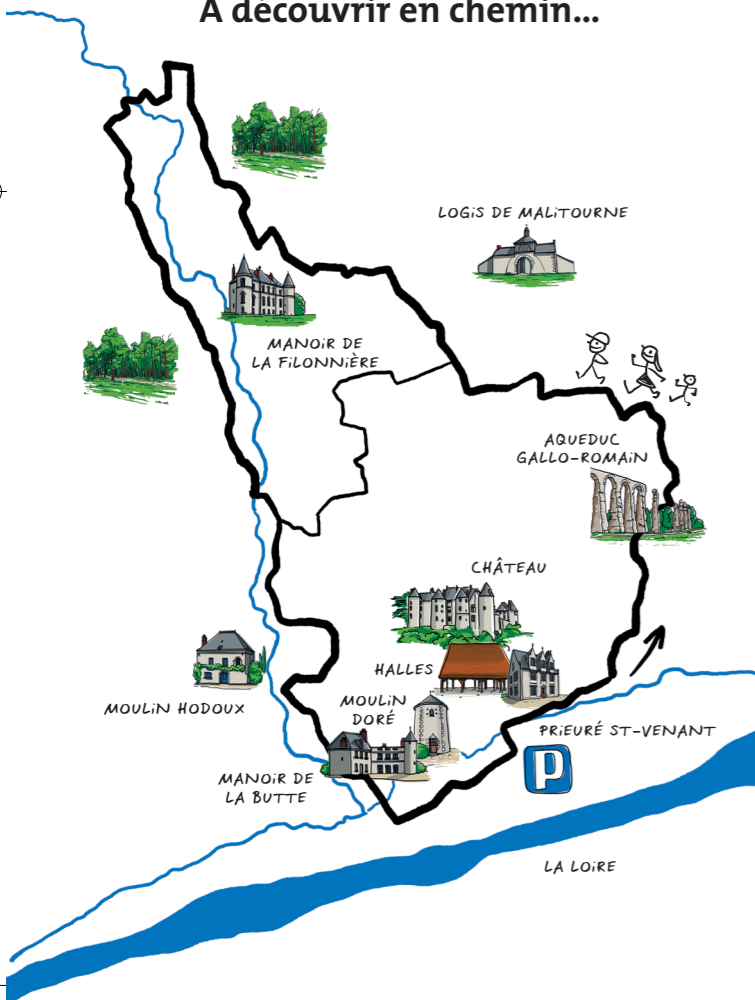 À découvrir en chemin...
LOGiS DE MALiTOURNE
MANOiR DE
LA FiLONNiÈRE
AQUEDUC
GALLO-ROMAiN
CHÂTEAU
HALLES
MOULiN
DORÉ
MOULiN HODOUX
PRiEURÉ ST-VENANT
P
MANOiR DE
LA BUTTE
LA LOiRE